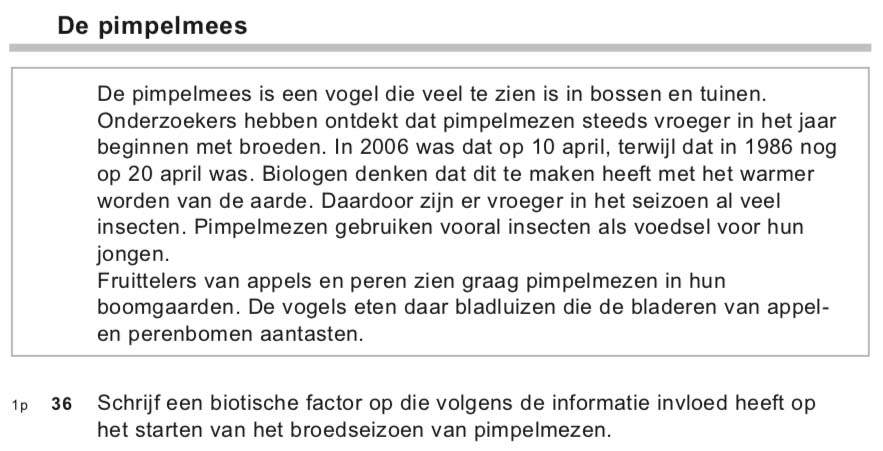 De pimpelmees
De pimpelmees is een vogel die veel te zien is in bossen en tuinen.
Onderzoekers hebben ontdekt dat pimpelmezen steeds vroeger in het jaar
beginnen met broeden. In 2006 was dat op 10 april, terwijl dat in 1986 nog
op 20 april was. Biologen denken dat dit te maken heeft met het warmer
worden van de aarde. Daardoor zijn er vroeger in het seizoen al veel
insecten. Pimpelmezen gebruiken vooral insecten als voedsel voor hun
jongen.
Fruittelers van appels en peren zien graag pimpelmezen in hun
boomgaarden. De vogels eten daar bladluizen die de bladeren van appel-
en perenbomen aantasten.
1p 36 Schrijf een biotische factor op die volgens de informatie invloed heeft op
het starten van het broedseizoen van pimpelmezen.